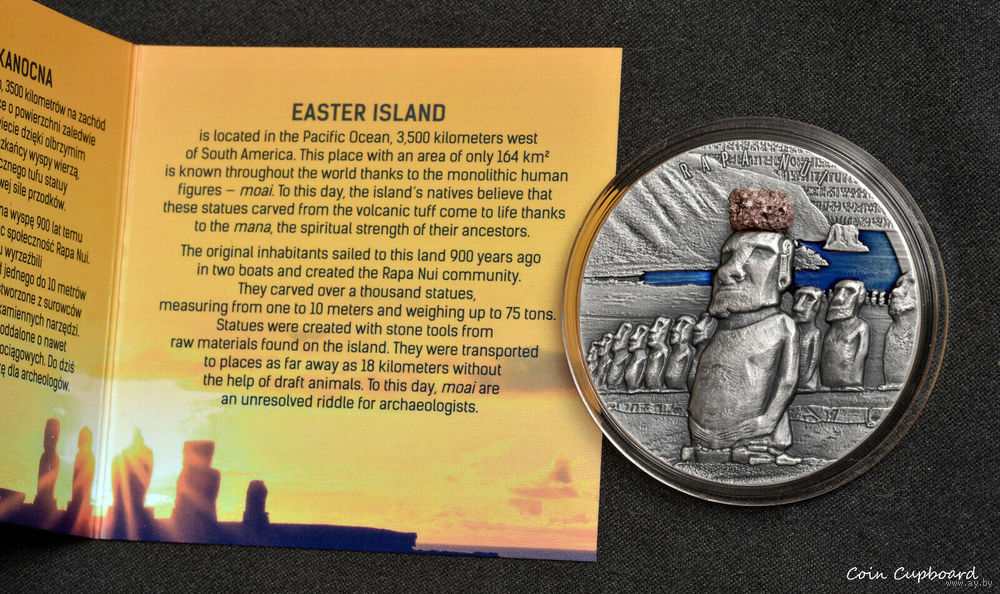 KANOCNA
3500 kilometrów na zachód
ce o powierzchni zaledwie
wiecie dzięki olbrzymim
szkańcy wyspy wierzą,
cznego tufu statuy
wej sile przodków.
na wyspę 900 lat temu
społeczność Rapa Nui.
wyrzeźbili
jednego do 10 metrów
stworzone z surowców
kamiennych narzędzi.
oddalone o nawet
ociągowych. Do dziś
dla archeologów.
EASTER ISLAND
is located in the Pacific Ocean, 3,500 kilometers west
of South America. This place with an area of only 164 km²
is known throughout the world thanks to the monolithic human
figures – moai. To this day, the island's natives believe that
these statues carved from the volcanic tuff come to life thanks
to the mana, the spiritual strength of their ancestors.
The original inhabitants sailed to this land 900 years ago
in two boats and created the Rapa Nui community.
They carved over a thousand statues,
measuring from one to 10 meters and weighing up to 75 tons.
Statues were created with stone tools from
raw materials found on the island. They were transported
to places as far away as 18 kilometers without
the help of draft animals. To this day, moai are
an unresolved riddle for archaeologists.
RAPA NUI
Coin Cupboard
www.ay.by